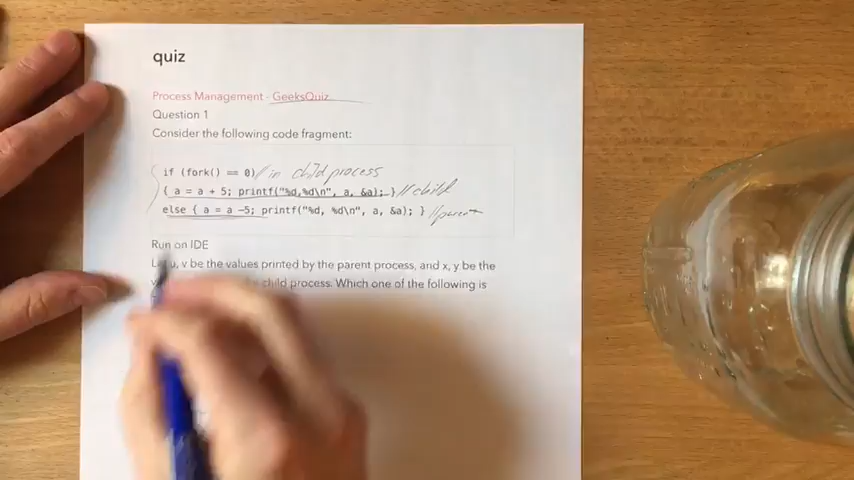 quiz
Process Management - GeeksQuiz
Question 1
Consider the following code fragment:
if (fork() == 0) // in child process
{ a = a + 5; printf("%d,%d\n", a, &a); } // child
else { a = a –5; printf("%d, %d\n", a, &a); } // parent
Run on IDE
u, v be the values printed by the parent process, and x, y be the
child process. Which one of the following is